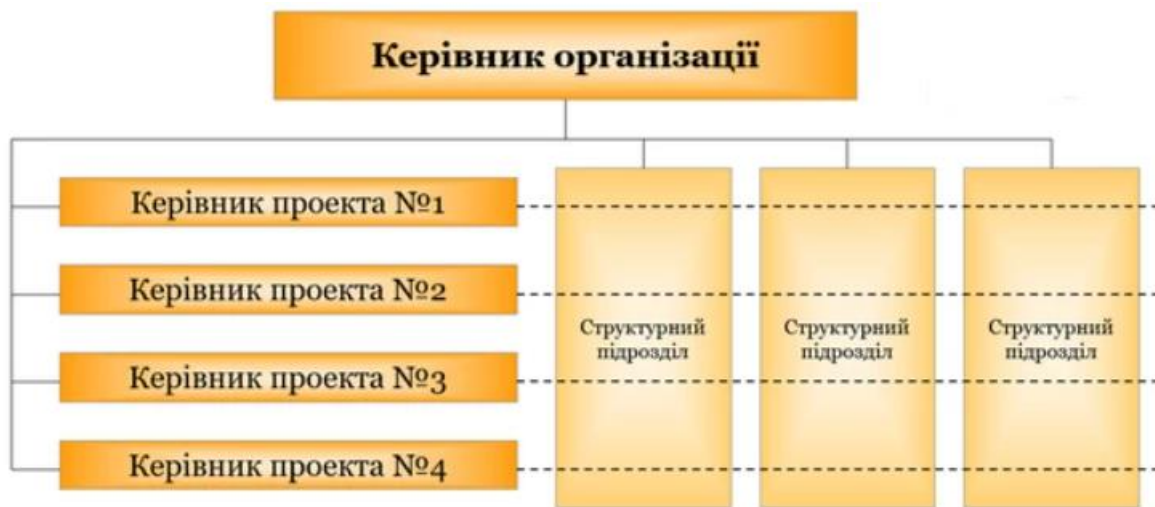 Керівник організації
Керівник проекта №1
Керівник проекта №2
Керівник проекта №3
Керівник проекта №4
Структурний
підрозділ
Структурний
підрозділ
Структурний
підрозділ